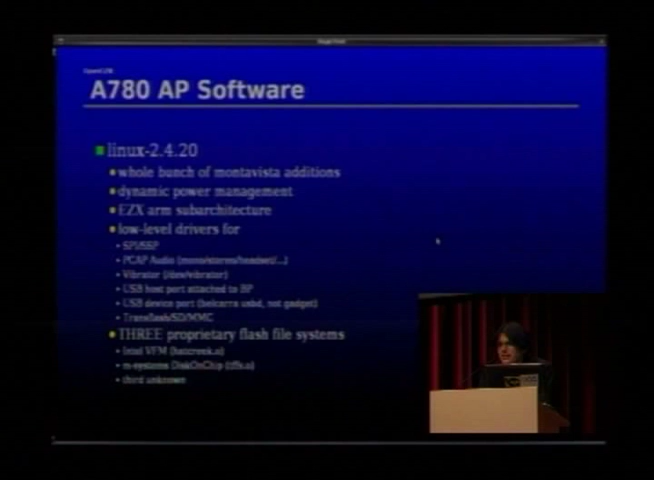 OpenEZX
A780 AP Software
linux-2.4.20
whole bunch of montavista additions
dynamic power management
EZX arm subarchitecture
low-level drivers for
SPI/SSP
PCAP Audio (mono/stereo/headset/...)
Vibrator (/dev/vibrator)
USB host port attached to BP
USB device port (belcarra usbd, not gadget)
Transflash/SD/MMC
THREE proprietary flash file systems
Intel VFM
m-systems DiskOnChip (tffs.o)
third unknown